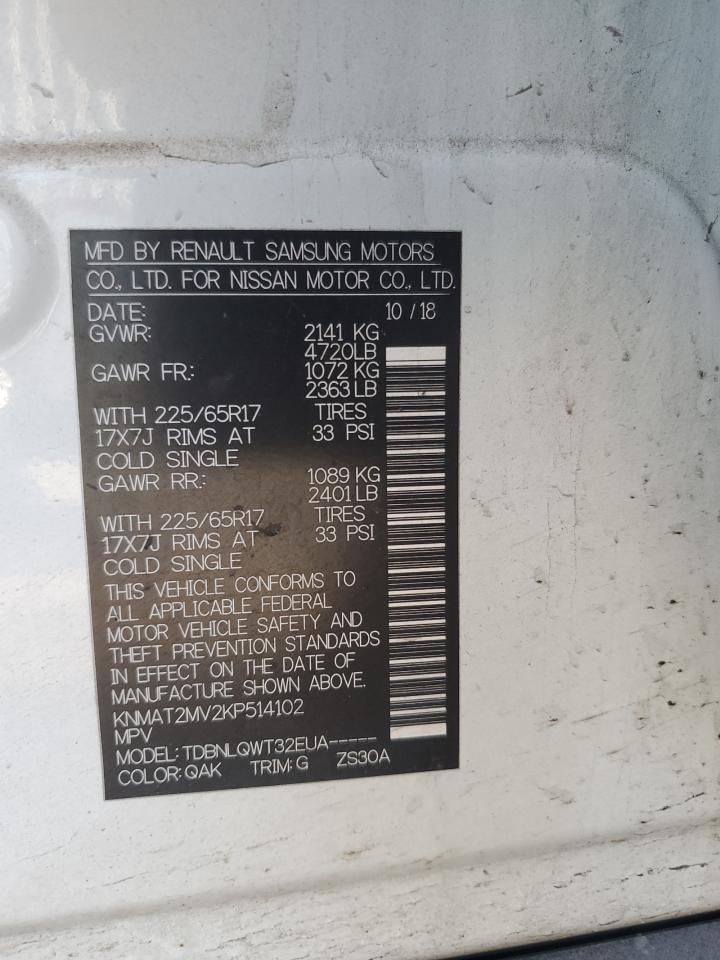 MFD BY RENAULT SAMSUNG MOTORS
CO., LTD. FOR NISSAN MOTOR CO., LTD.
DATE: 10 / 18
GVWR: 2141 KG
4720LB
GAWR FR.: 1072 KG
2363 LB
WITH 225/65R17 TIRES
17X7J RIMS AT 33 PSI
COLD SINGLE
GAWR RR.: 1089 KG
2401 LB
WITH 225/65R17 TIRES
17X7J RIMS AT 33 PSI
COLD SINGLE
THIS VEHICLE CONFORMS TO
ALL APPLICABLE FEDERAL
MOTOR VEHICLE SAFETY AND
THEFT PREVENTION STANDARDS
IN EFFECT ON THE DATE OF
MANUFACTURE SHOWN ABOVE.
KNMAT2MV2KP514102
MPV
MODEL: TDBNLQWT32EUA-----
COLOR: QAK TRIM: G ZS30A